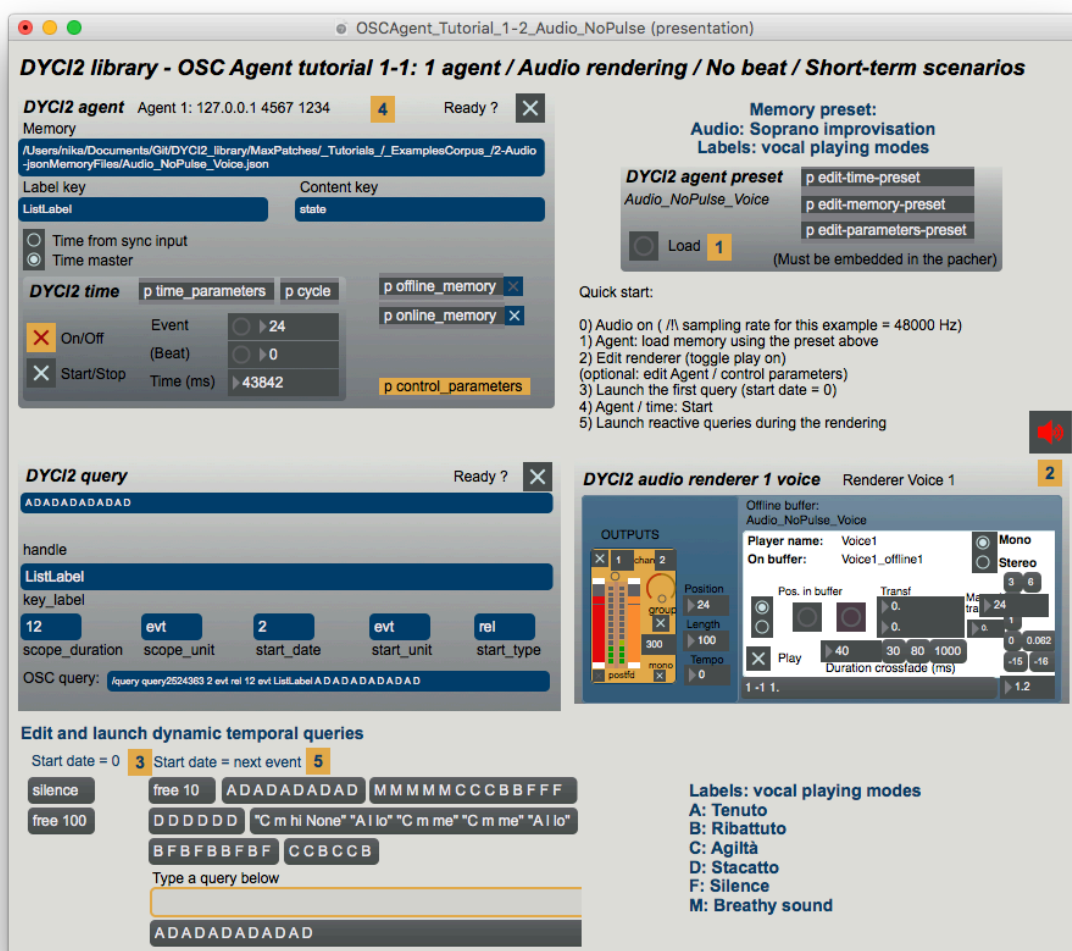 OSCAgent_Tutorial_1-2_Audio_NoPulse (presentation)
DYCI2 library - OSC Agent tutorial 1-1: 1 agent / Audio rendering / No beat / Short-term scenarios
DYCI2 agent Agent 1: 127.0.0.1 4567 1234 4 Ready ?
Memory
/Users/nika/Documents/Git/DYCI2_library/MaxPatches/_Tutorials_/_ExamplesCorpus_/2-Audio
-jsonMemoryFiles/Audio_NoPulse_Voice.json
Label key Content key
ListLabel state
Time from sync input
Time master
DYCI2 time p time_parameters p cycle
p offline_memory
p online_memory
On/Off
Start/Stop
Event 24
(Beat) 0
Time (ms) 43842
p control_parameters
Memory preset:
Audio: Soprano improvisation
Labels: vocal playing modes
DYCI2 agent preset
Audio_NoPulse_Voice
p edit-time-preset
p edit-memory-preset
p edit-parameters-preset
Load 1
(Must be embedded in the pacher)
Quick start:
0) Audio on ( /!\ sampling rate for this example = 48000 Hz)
1) Agent: load memory using the preset above
2) Edit renderer (toggle play on)
(optional: edit Agent / control parameters)
3) Launch the first query (start date = 0)
4) Agent / time: Start
5) Launch reactive queries during the rendering
DYCI2 query Ready ?
A D A D A D A D A D A D
handle
ListLabel
key_label
12 evt 2 evt rel
scope_duration scope_unit start_date start_unit start_type
OSC query: /query query2524363 2 evt rel 12 evt ListLabel A D A D A D A D A D A D
2
DYCI2 audio renderer 1 voice Renderer Voice 1
Offline buffer:
Audio_NoPulse_Voice
OUTPUTS
1 chan 2
group
300
mono
postfd
Position
24
Length
100
Tempo
0
Player name: Voice1
On buffer: Voice1_offline1
Mono
Stereo
3 6
Pos. in buffer
Transf
0.
0.
Ma
tra
24
0.
1
0 0.062
-15 -16
Play
40 30 80 1000
Duration crossfade (ms)
1 -1 1.
1.2
Edit and launch dynamic temporal queries
Start date = 0 3 Start date = next event 5
silence free 10 A D A D A D A D A D M M M M M C C C B B F F F
free 100 D D D D D D "C m hi None" "A l lo" "C m me" "C m me" "A l lo"
B F B F B B F B F C C B C C B
Type a query below
A D A D A D A D A D A D
Labels: vocal playing modes
A: Tenuto
B: Ribattuto
C: Agiltà
D: Stacatto
F: Silence
M: Breathy sound